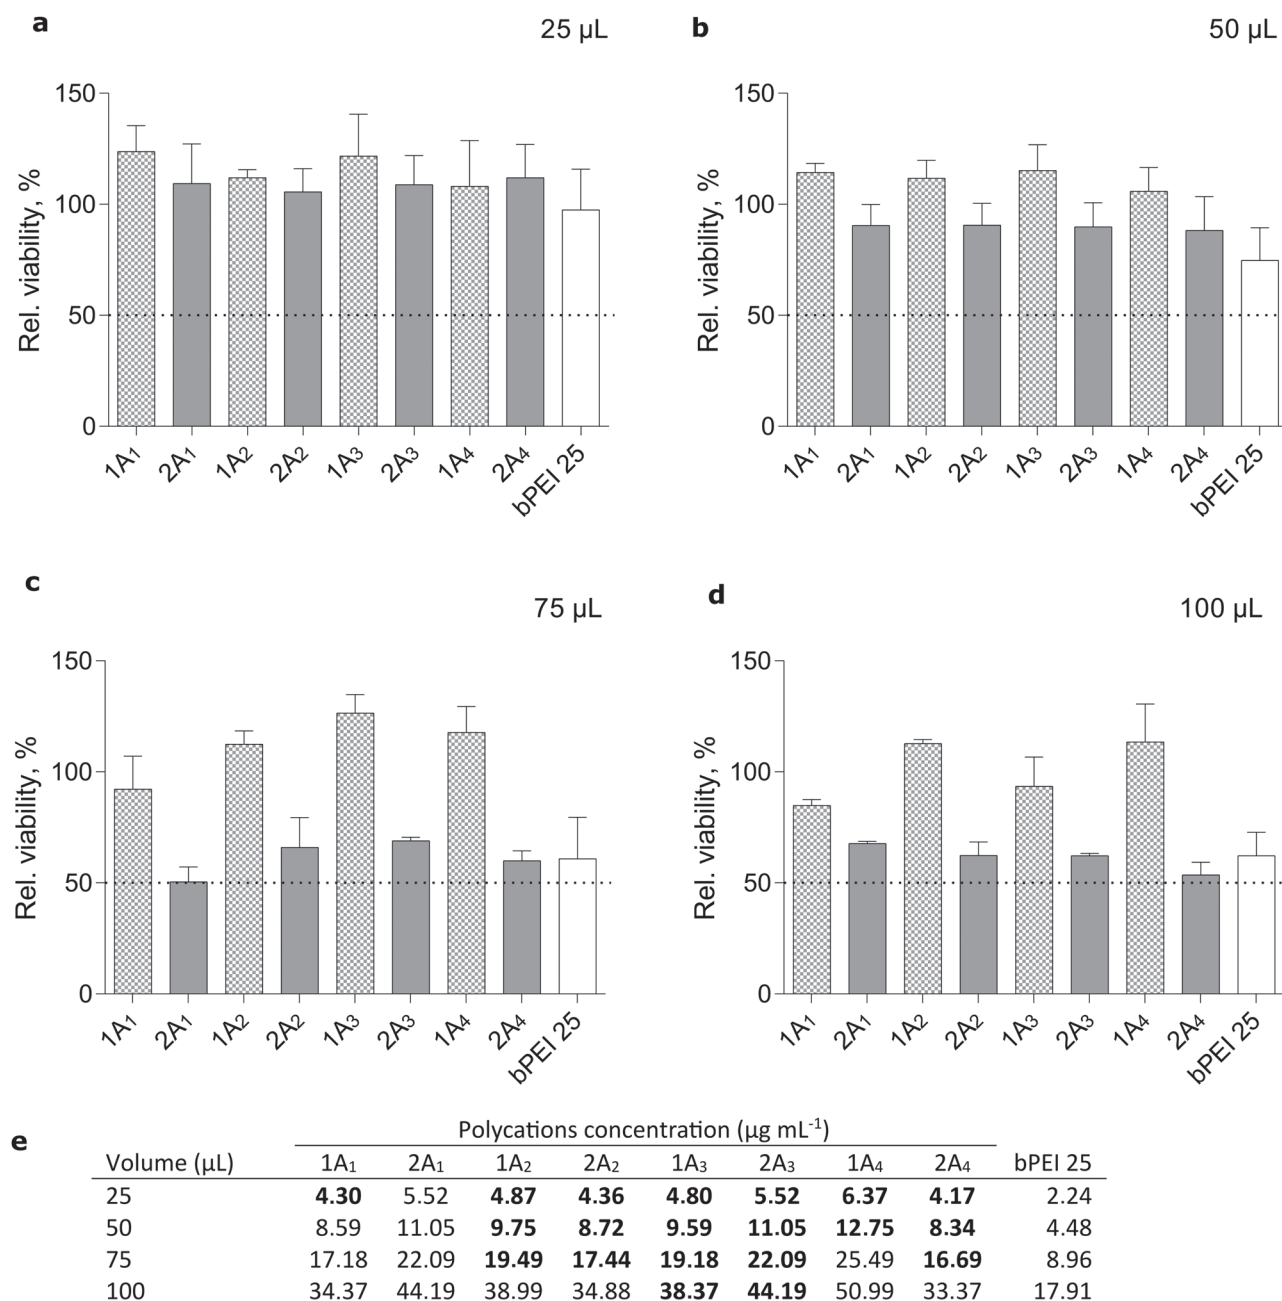 a
25 µL
150
100
50
0
Rel. viability, %
1A₁ 2A₁ 1A₂ 2A₂ 1A₃ 2A₃ 1A₄ 2A₄ bPEI 25
b
50 µL
150
100
50
0
Rel. viability, %
1A₁ 2A₁ 1A₂ 2A₂ 1A₃ 2A₃ 1A₄ 2A₄ bPEI 25
c
75 µL
150
100
50
0
Rel. viability, %
1A₁ 2A₁ 1A₂ 2A₂ 1A₃ 2A₃ 1A₄ 2A₄ bPEI 25
d
100 µL
150
100
50
0
Rel. viability, %
1A₁ 2A₁ 1A₂ 2A₂ 1A₃ 2A₃ 1A₄ 2A₄ bPEI 25
e
Polycations concentration (µg mL⁻¹)
Volume (µL) 1A₁ 2A₁ 1A₂ 2A₂ 1A₃ 2A₃ 1A₄ 2A₄ bPEI 25
25 4.30 5.52 4.87 4.36 4.80 5.52 6.37 4.17 2.24
50 8.59 11.05 9.75 8.72 9.59 11.05 12.75 8.34 4.48
75 17.18 22.09 19.49 17.44 19.18 22.09 25.49 16.69 8.96
100 34.37 44.19 38.99 34.88 38.37 44.19 50.99 33.37 17.91